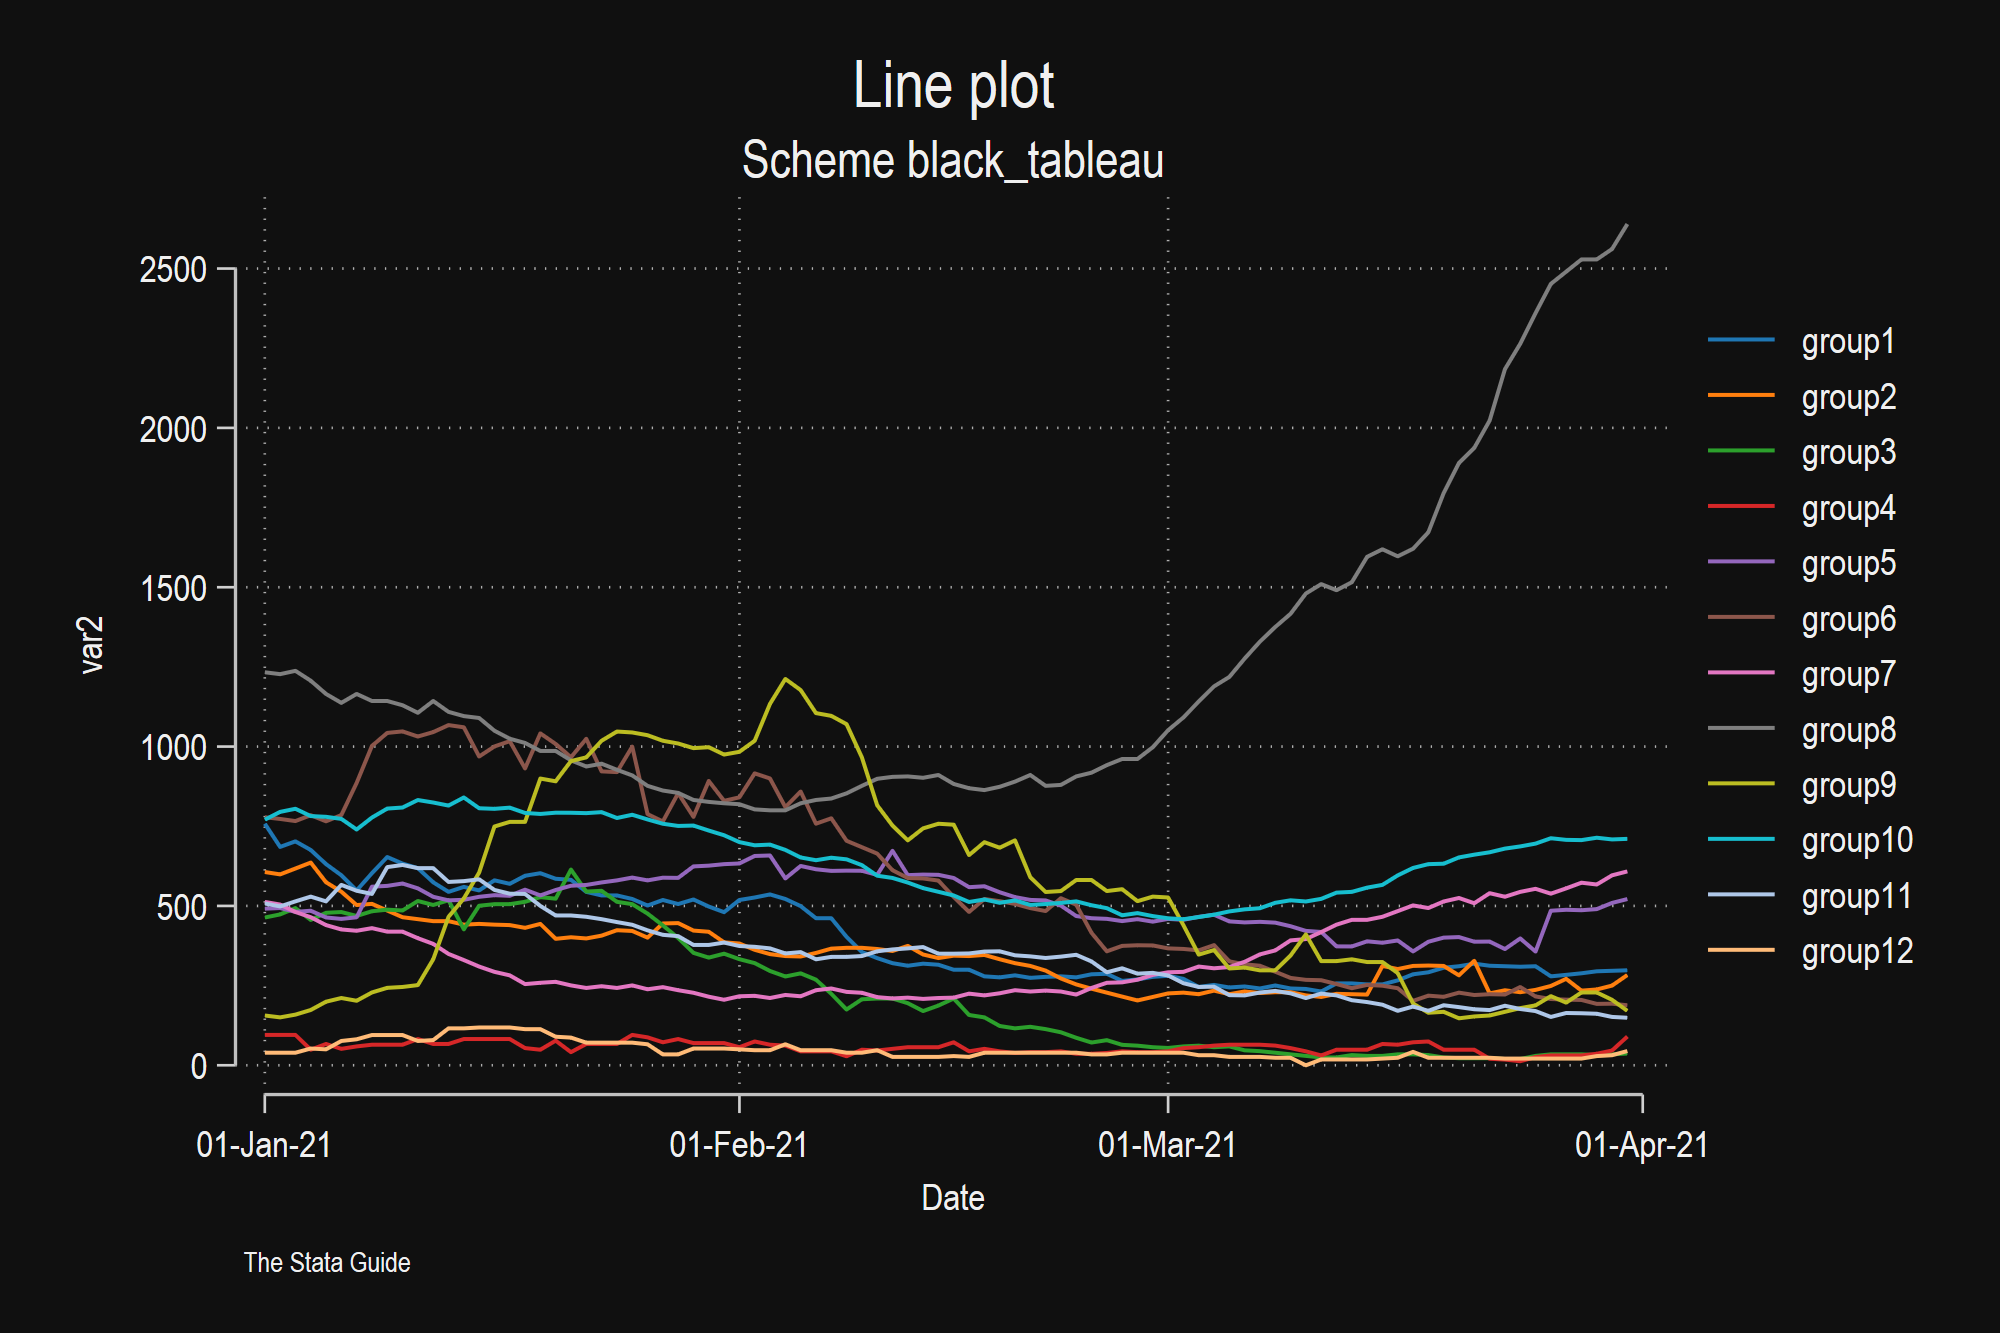 Line plot
Scheme black_tableau
2500
2000
1500
1000
500
0
var2
01-Jan-21
01-Feb-21
01-Mar-21
01-Apr-21
Date
group1
group2
group3
group4
group5
group6
group7
group8
group9
group10
group11
group12
The Stata Guide